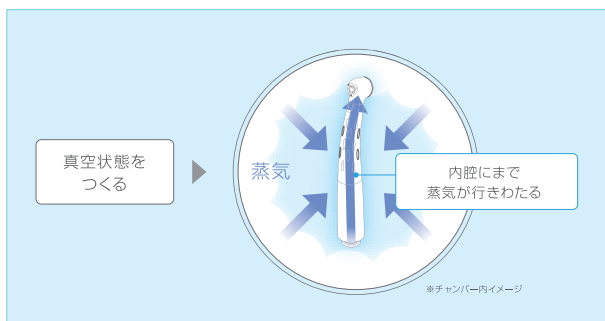 真空状態を
つくる
蒸気
内腔にまで
蒸気が行きわたる
※チャンバー内イメージ